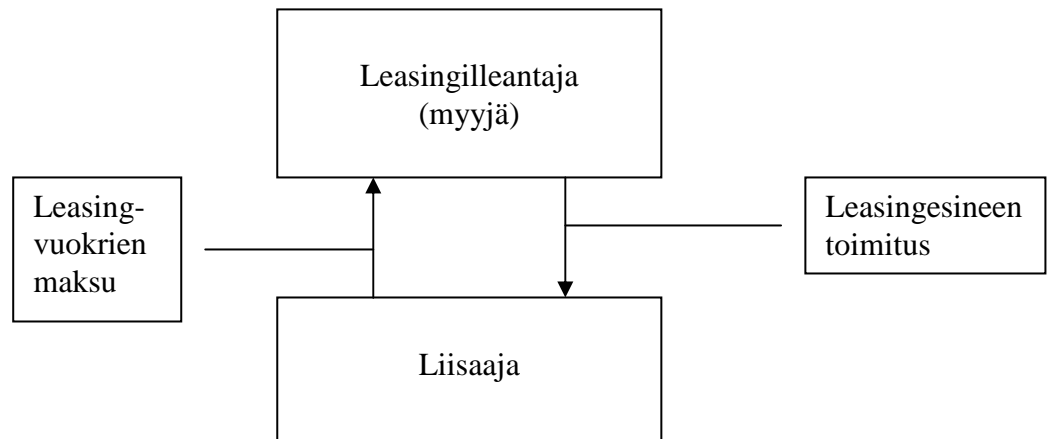 Leasingilleantaja
(myyjä)
Leasing-
vuokrien
maksu
Leasingesineen
toimitus
Liisaaja